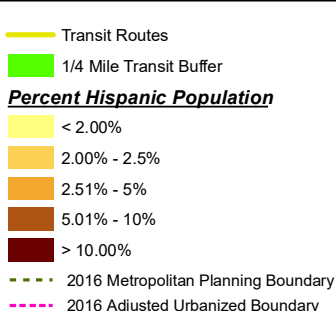 Transit Routes
1/4 Mile Transit Buffer
Percent Hispanic Population
< 2.00%
2.00% - 2.5%
2.51% - 5%
5.01% - 10%
> 10.00%
2016 Metropolitan Planning Boundary
2016 Adjusted Urbanized Boundary